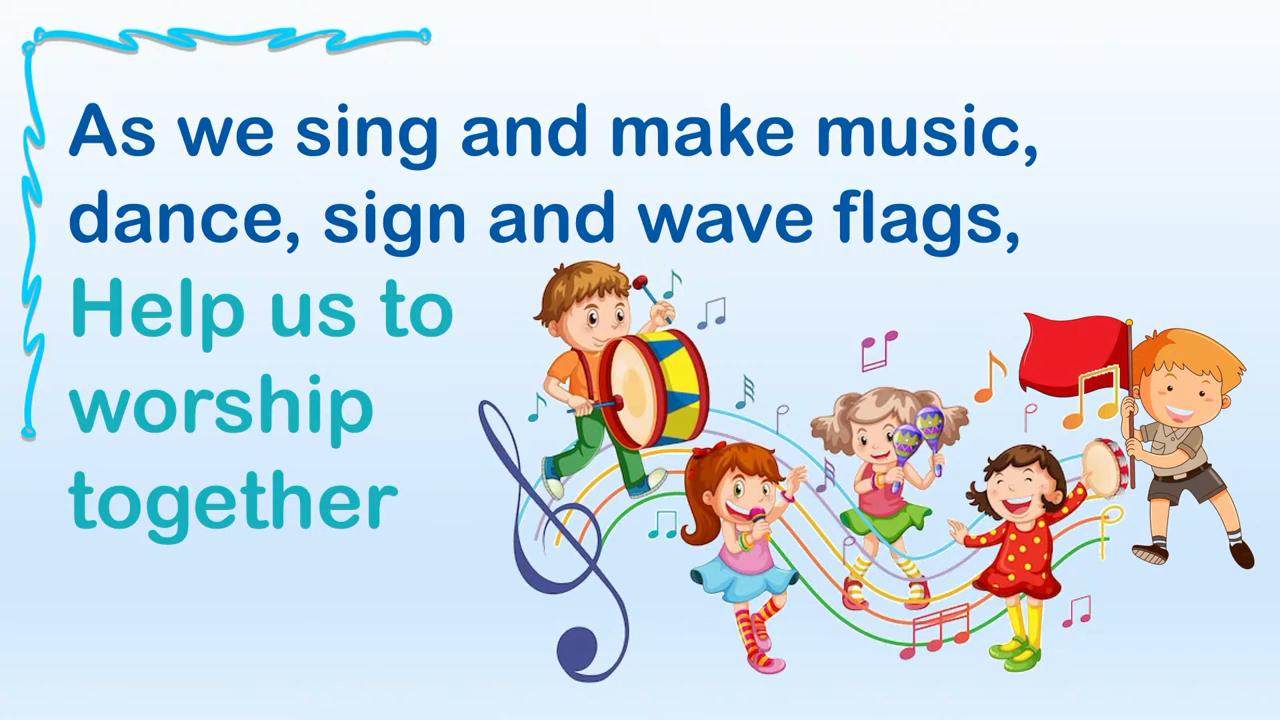 As we sing and make music,
dance, sign and wave flags,
Help us to
worship
together